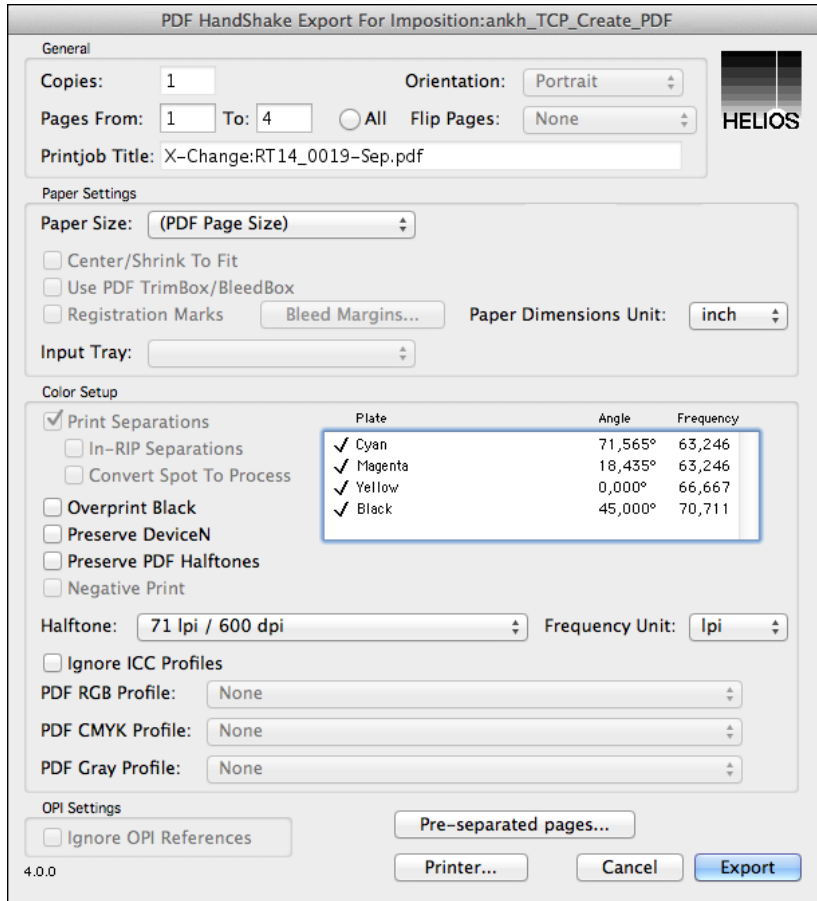 PDF HandShake Export For Imposition:ankh_TCP_Create_PDF
General
Copies: 1 Orientation: Portrait
Pages From: 1 To: 4 All Flip Pages: None
HELIOS
Printjob Title: X-Change:RT14_0019-Sep.pdf
Paper Settings
Paper Size: (PDF Page Size)
Center/Shrink To Fit
Use PDF TrimBox/BleedBox
Registration Marks Bleed Margins... Paper Dimensions Unit: inch
Input Tray:
Color Setup
Print Separations
In-RIP Separations
Convert Spot To Process
Overprint Black
Preserve DeviceN
Preserve PDF Halftones
Negative Print
Plate Angle Frequency
Cyan 71,565° 63,246
Magenta 18,435° 63,246
Yellow 0,000° 66,667
Black 45,000° 70,711
Halftone: 71 lpi / 600 dpi Frequency Unit: lpi
Ignore ICC Profiles
PDF RGB Profile: None
PDF CMYK Profile: None
PDF Gray Profile: None
OPI Settings
Ignore OPI References
Pre-separated pages...
4.0.0
Printer... Cancel Export